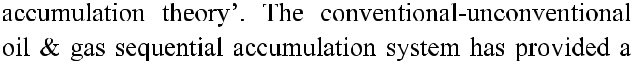 accumulation theory’. The conventional-unconventional
oil & gas sequential accumulation system has provided a